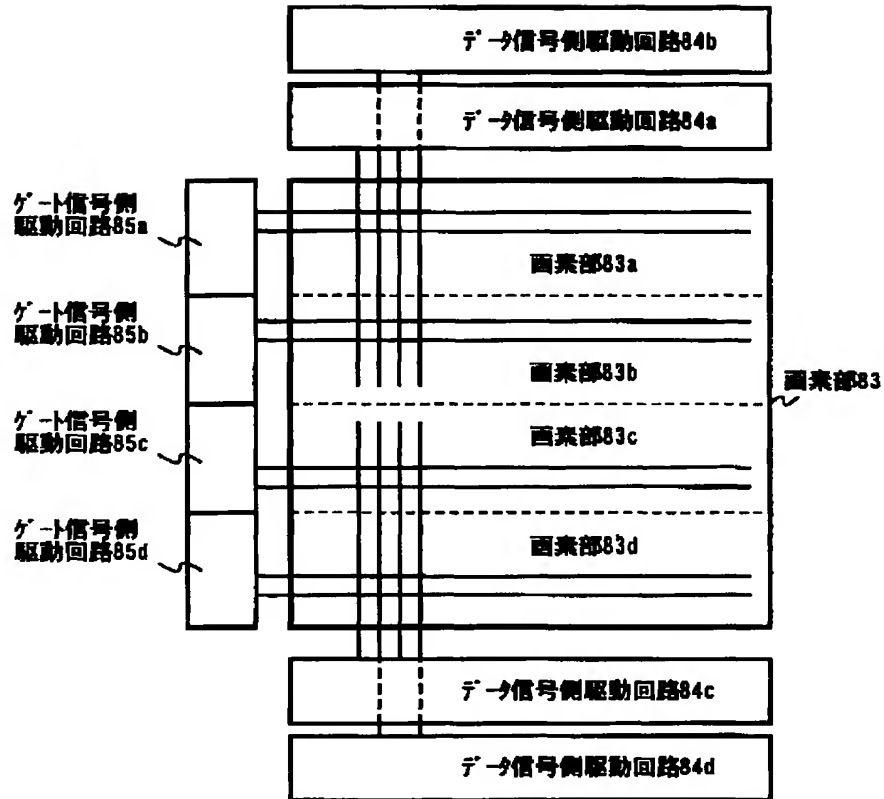 データ信号側駆動回路84b
データ信号側駆動回路84a
ゲート信号側
駆動回路85a
画素部83a
ゲート信号側
駆動回路85b
画素部83b
画素部83
ゲート信号側
駆動回路85c
画素部83c
ゲート信号側
駆動回路85d
画素部83d
データ信号側駆動回路84c
データ信号側駆動回路84d